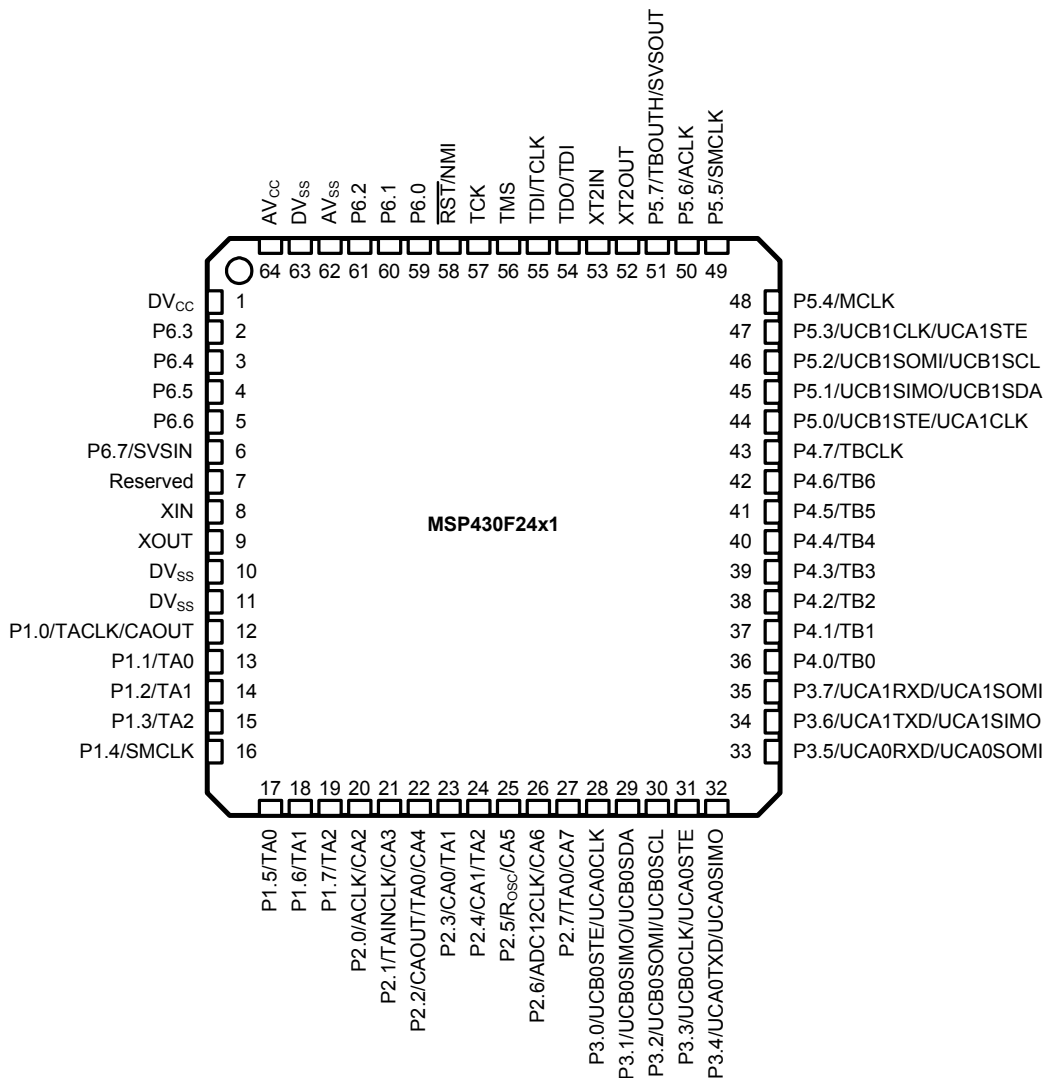 AVCC
DVSS
AVSS
P6.2
P6.1
P6.0
RST/NMI
TCK
TMS
TDI/TCLK
TDO/TDI
XT2IN
XT2OUT
P5.7/TBOUTH/SVSOUT
P5.6/ACLK
P5.5/SMCLK
64 63 62 61 60 59 58 57 56 55 54 53 52 51 50 49
DVCC 1 48 P5.4/MCLK
P6.3 2 47 P5.3/UCB1CLK/UCA1STE
P6.4 3 46 P5.2/UCB1SOMI/UCB1SCL
P6.5 4 45 P5.1/UCB1SIMO/UCB1SDA
P6.6 5 44 P5.0/UCB1STE/UCA1CLK
P6.7/SVSIN 6 43 P4.7/TBCLK
Reserved 7 42 P4.6/TB6
XIN 8 41 P4.5/TB5
MSP430F24x1
XOUT 9 40 P4.4/TB4
DVSS 10 39 P4.3/TB3
DVSS 11 38 P4.2/TB2
P1.0/TACLK/CAOUT 12 37 P4.1/TB1
P1.1/TA0 13 36 P4.0/TB0
P1.2/TA1 14 35 P3.7/UCA1RXD/UCA1SOMI
P1.3/TA2 15 34 P3.6/UCA1TXD/UCA1SIMO
P1.4/SMCLK 16 33 P3.5/UCA0RXD/UCA0SOMI
17 18 19 20 21 22 23 24 25 26 27 28 29 30 31 32
P1.5/TA0
P1.6/TA1
P1.7/TA2
P2.0/ACLK/CA2
P2.1/TAINCLK/CA3
P2.2/CAOUT/TA0/CA4
P2.3/CA0/TA1
P2.4/CA1/TA2
P2.5/ROSC/CA5
P2.6/ADC12CLK/CA6
P2.7/TA0/CA7
P3.0/UCB0STE/UCA0CLK
P3.1/UCB0SIMO/UCB0SDA
P3.2/UCB0SOMI/UCB0SCL
P3.3/UCB0CLK/UCA0STE
P3.4/UCA0TXD/UCA0SIMO